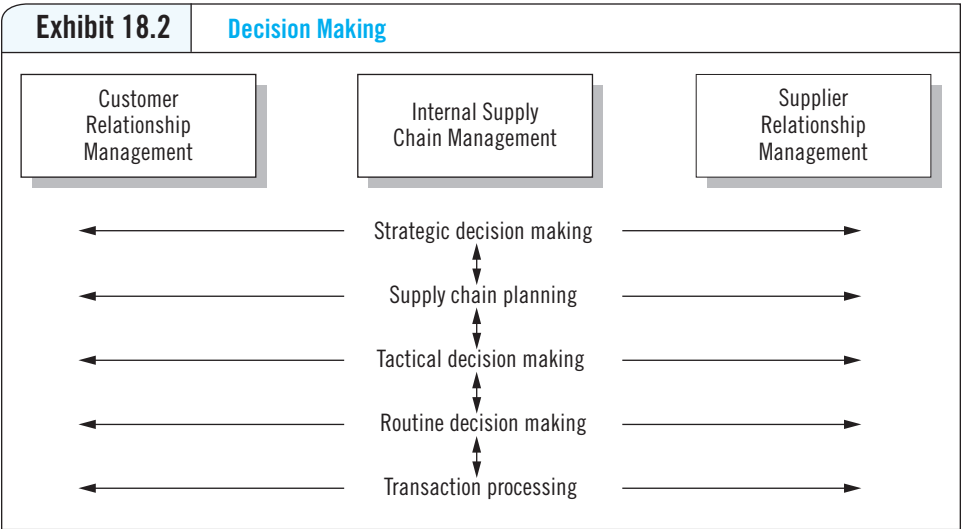 Exhibit 18.2
Decision Making
Customer
Relationship
Management
Internal Supply
Chain Management
Supplier
Relationship
Management
Strategic decision making
Supply chain planning
Tactical decision making
Routine decision making
Transaction processing